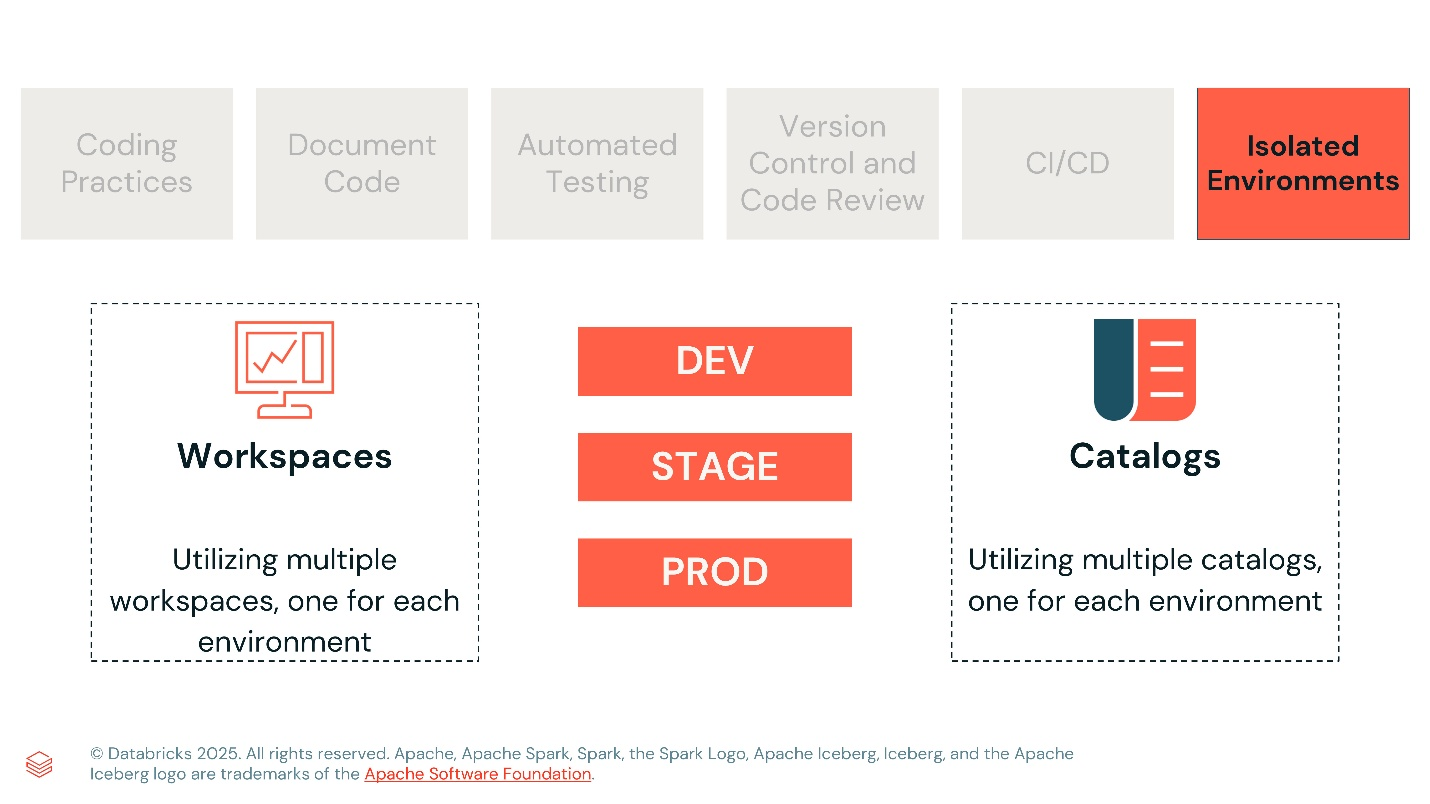 Coding
Practices
Document
Code
Automated
Testing
Version
Control and
Code Review
CI/CD
Isolated
Environments
Workspaces
Utilizing multiple
workspaces, one for each
environment
DEV
STAGE
PROD
Catalogs
Utilizing multiple catalogs,
one for each environment
© Databricks 2025. All rights reserved. Apache, Apache Spark, Spark, the Spark Logo, Apache Iceberg, Iceberg, and the Apache
Iceberg logo are trademarks of the Apache Software Foundation.